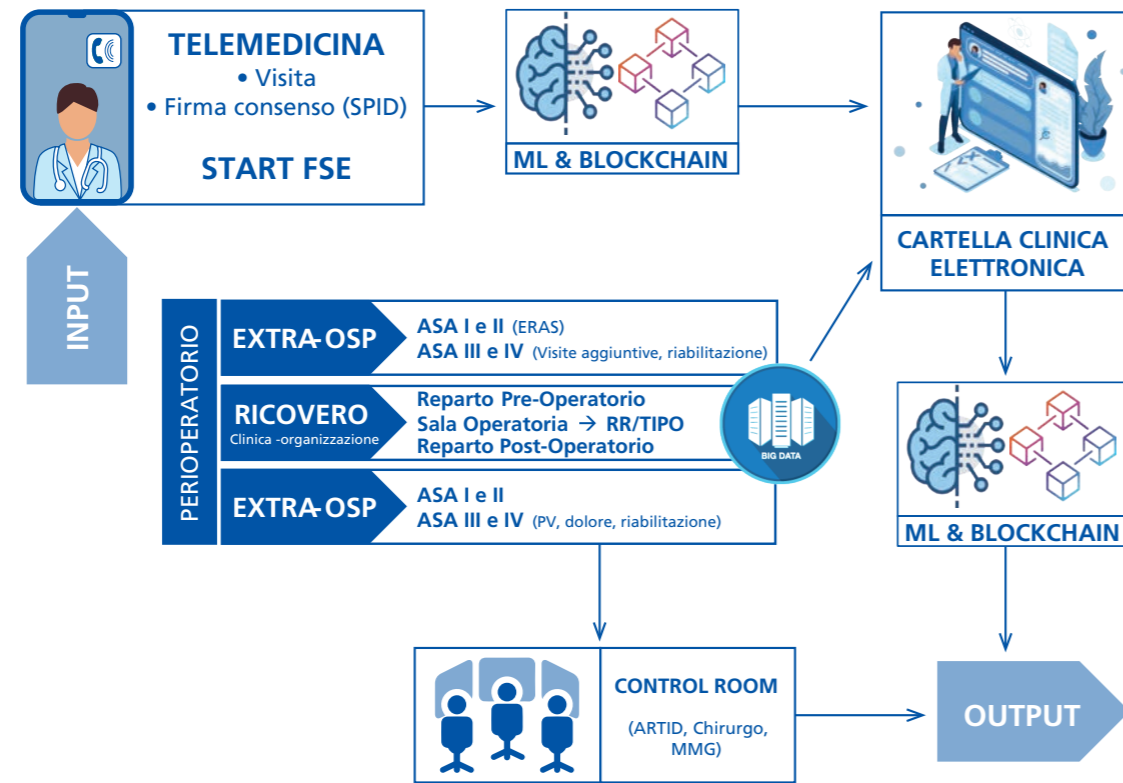 TELEMEDICINA
• Visita
• Firma consenso (SPID)
START FSE
ML & BLOCKCHAIN
CARTELLA CLINICA
ELETTRONICA
INPUT
PERIOPERATORIO
EXTRA-OSP
ASA I e II (ERAS)
ASA III e IV (Visite aggiuntive, riabilitazione)
RICOVERO
Clinica -organizzazione
Reparto Pre-Operatorio
Sala Operatoria → RR/TIPO
Reparto Post-Operatorio
BIG DATA
EXTRA-OSP
ASA I e II
ASA III e IV (PV, dolore, riabilitazione)
ML & BLOCKCHAIN
CONTROL ROOM
(ARTID, Chirurgo,
MMG)
OUTPUT